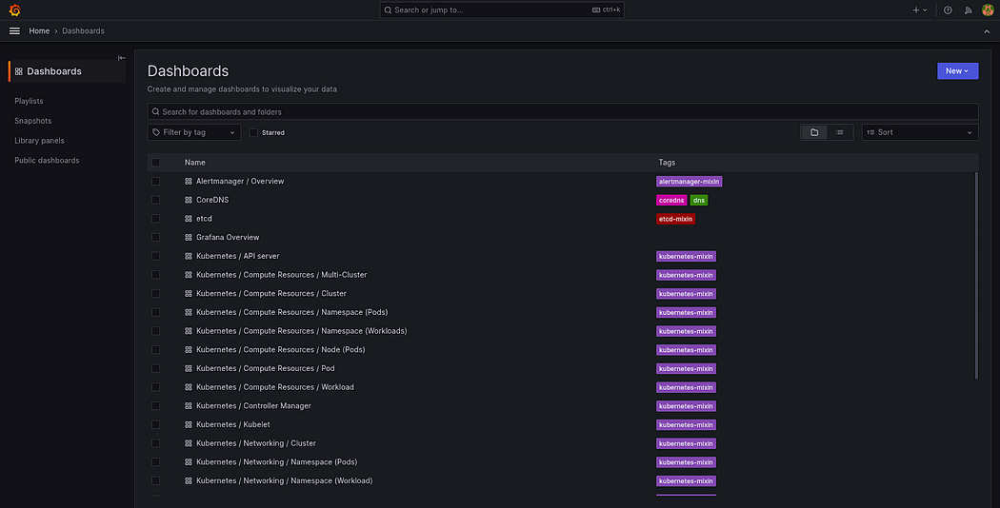 Search or jump to...
ctrl+k
Home › Dashboards
Dashboards
Playlists
Snapshots
Library panels
Public dashboards
Dashboards
New
Create and manage dashboards to visualize your data
Search for dashboards and folders
Filter by tag
Starred
Sort
Name Tags
Alertmanager / Overview alertmanager-mixin
CoreDNS coredns dns
etcd etcd-mixin
Grafana Overview
Kubernetes / API server kubernetes-mixin
Kubernetes / Compute Resources / Multi-Cluster kubernetes-mixin
Kubernetes / Compute Resources / Cluster kubernetes-mixin
Kubernetes / Compute Resources / Namespace (Pods) kubernetes-mixin
Kubernetes / Compute Resources / Namespace (Workloads) kubernetes-mixin
Kubernetes / Compute Resources / Node (Pods) kubernetes-mixin
Kubernetes / Compute Resources / Pod kubernetes-mixin
Kubernetes / Compute Resources / Workload kubernetes-mixin
Kubernetes / Controller Manager kubernetes-mixin
Kubernetes / Kubelet kubernetes-mixin
Kubernetes / Networking / Cluster kubernetes-mixin
Kubernetes / Networking / Namespace (Pods) kubernetes-mixin
Kubernetes / Networking / Namespace (Workload) kubernetes-mixin